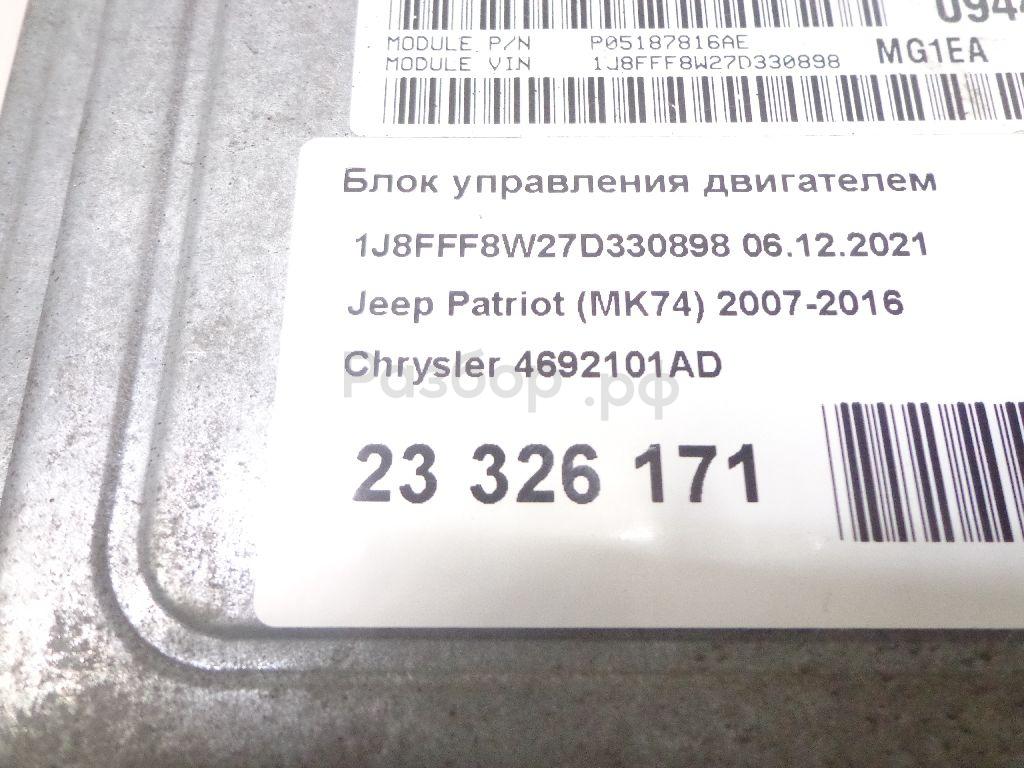 MODULE P/N P05187816AE
MODULE VIN 1J8FFF8W27D330898 MG1EA
Блок управления двигателем
1J8FFF8W27D330898 06.12.2021
Jeep Patriot (MK74) 2007-2016
Chrysler 4692101AD
Разбор.рф
23 326 171